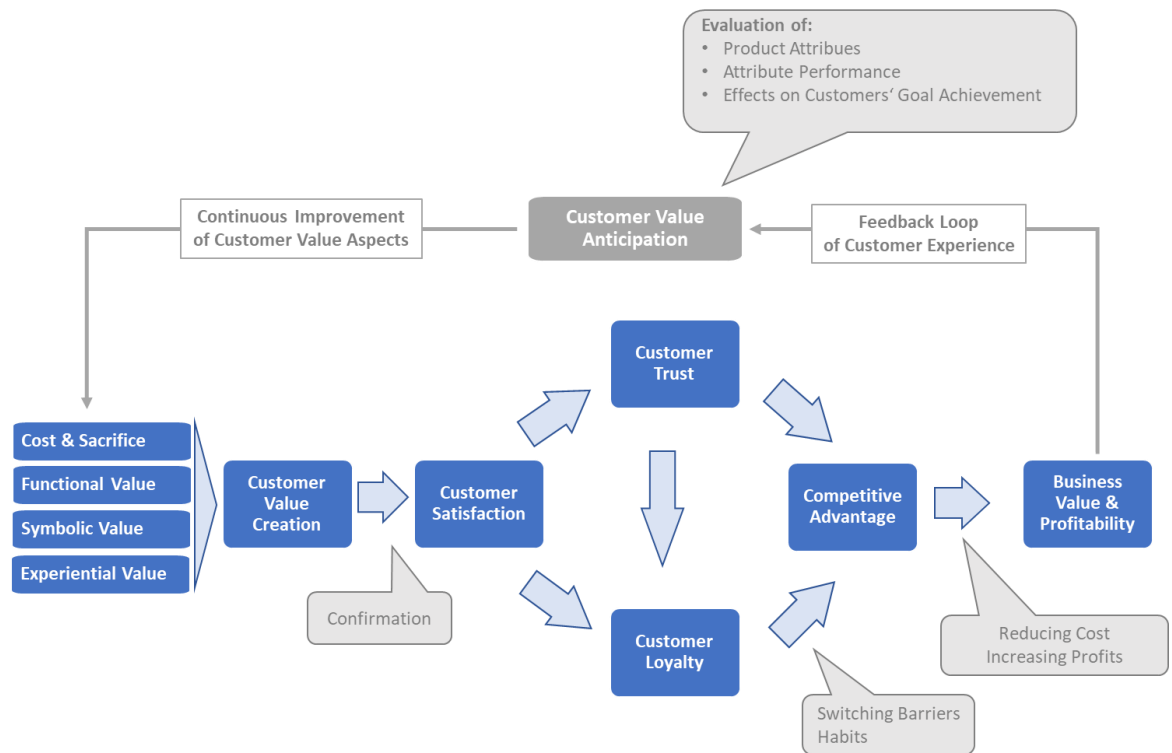 Evaluation of:
• Product Attribues
• Attribute Performance
• Effects on Customers‘ Goal Achievement
Continuous Improvement
of Customer Value Aspects
Customer Value
Anticipation
Feedback Loop
of Customer Experience
Customer
Trust
Cost & Sacrifice
Functional Value
Symbolic Value
Experiential Value
Customer
Value
Creation
Customer
Satisfaction
Competitive
Advantage
Business
Value &
Profitability
Confirmation
Customer
Loyalty
Reducing Cost
Increasing Profits
Switching Barriers
Habits